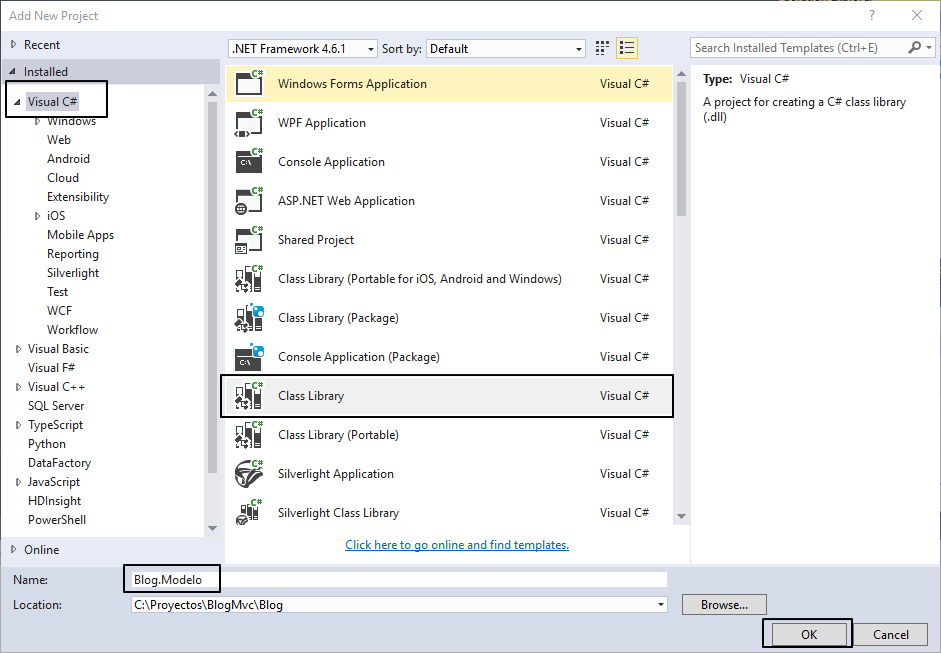 Add New Project
Recent
.NET Framework 4.6.1 Sort by: Default
Search Installed Templates (Ctrl+E)
Installed
Visual C#
Windows
Web
Android
Cloud
Extensibility
iOS
Mobile Apps
Reporting
Silverlight
Test
WCF
Workflow
Visual Basic
Visual F#
Visual C++
SQL Server
TypeScript
Python
DataFactory
JavaScript
HDInsight
PowerShell
Online
Windows Forms Application Visual C#
WPF Application Visual C#
Console Application Visual C#
ASP.NET Web Application Visual C#
Shared Project Visual C#
Class Library (Portable for iOS, Android and Windows) Visual C#
Class Library (Package) Visual C#
Console Application (Package) Visual C#
Class Library Visual C#
Class Library (Portable) Visual C#
Silverlight Application Visual C#
Silverlight Class Library Visual C#
Click here to go online and find templates.
Type: Visual C#
A project for creating a C# class library
(.dll)
Name: Blog.Modelo
Location: C:\Proyectos\BlogMvc\Blog
Browse...
OK Cancel